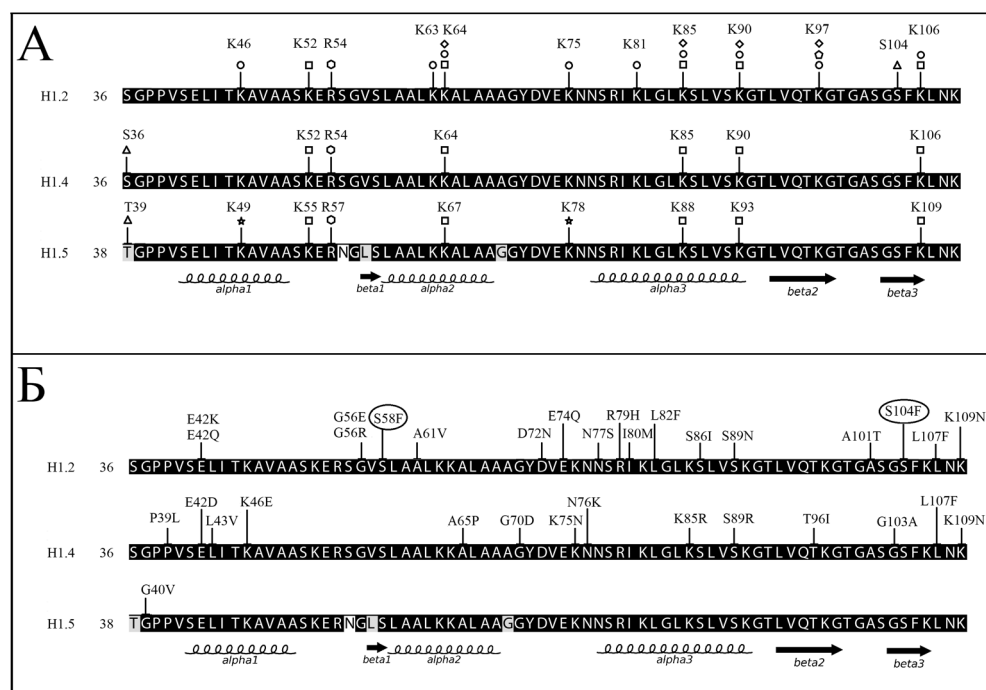 А
K46 K52 R54 K63 K64 K75 K81 K85 K90 K97 S104 K106
H1.2 36 SGPPVSELITKAVAASKERSGVSLAALKKALAAAGYDVEKNNSRIKLGLKSLVSKGTLVQTKGTGASGSFKLNK
S36 K52 R54 K64 K85 K90 K106
H1.4 36 SGPPVSELITKAVAASKERSGVSLAALKKALAAAGYDVEKNNSRIKLGLKSLVSKGTLVQTKGTGASGSFKLNK
T39 K49 K55 R57 K67 K78 K88 K93 K109
H1.5 38 TGPPVSELITKAVAASKERNGLSLAALKKALAAGGYDVEKNNSRIKLGLKSLVSKGTLVQTKGTGASGSFKLNK
alpha1 beta1 alpha2 alpha3 beta2 beta3
Б
E42K G56E S58F E74Q R79H L82F S104F K109N
E42Q G56R A61V D72N N77S I80M S86I S89N A101T L107F
H1.2 36 SGPPVSELITKAVAASKERSGVSLAALKKALAAAGYDVEKNNSRIKLGLKSLVSKGTLVQTKGTGASGSFKLNK
E42D K46E N76K L107F
P39L L43V A65P G70D K75N K85R S89R T96I G103A K109N
H1.4 36 SGPPVSELITKAVAASKERSGVSLAALKKALAAAGYDVEKNNSRIKLGLKSLVSKGTLVQTKGTGASGSFKLNK
G40V
H1.5 38 TGPPVSELITKAVAASKERNGLSLAALKKALAAGGYDVEKNNSRIKLGLKSLVSKGTLVQTKGTGASGSFKLNK
alpha1 beta1 alpha2 alpha3 beta2 beta3